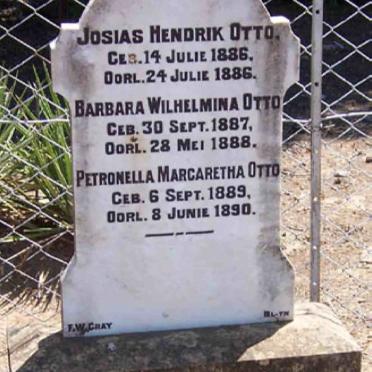 JOSIAS HENDRIK OTTO.
GEB. 14 JULIE 1886,
OORL. 24 JULIE 1886.
BARBARA WILHELMINA OTTO
GEB. 30 SEPT. 1887,
OORL. 28 MEI 1888.
PETRONELLA MARGARETHA OTTO
GEB. 6 SEPT. 1889,
OORL. 8 JUNIE 1890.
F.W. GRAY BL-TN